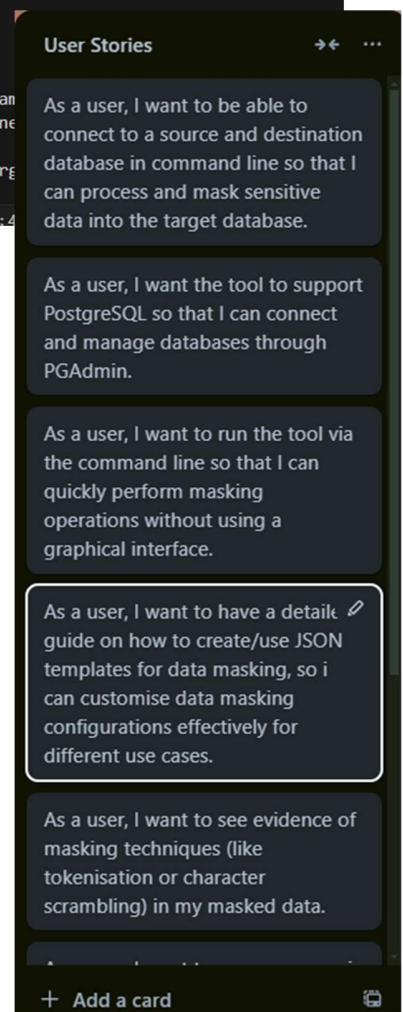 User Stories
As a user, I want to be able to
connect to a source and destination
database in command line so that I
can process and mask sensitive
data into the target database.
As a user, I want the tool to support
PostgreSQL so that I can connect
and manage databases through
PGAdmin.
As a user, I want to run the tool via
the command line so that I can
quickly perform masking
operations without using a
graphical interface.
As a user, I want to have a
guide on how to create/use JSON
templates for data masking, so i
can customise data masking
configurations effectively for
different use cases.
As a user, I want to see evidence of
masking techniques (like
tokenisation or character
scrambling) in my masked data.
+ Add a card